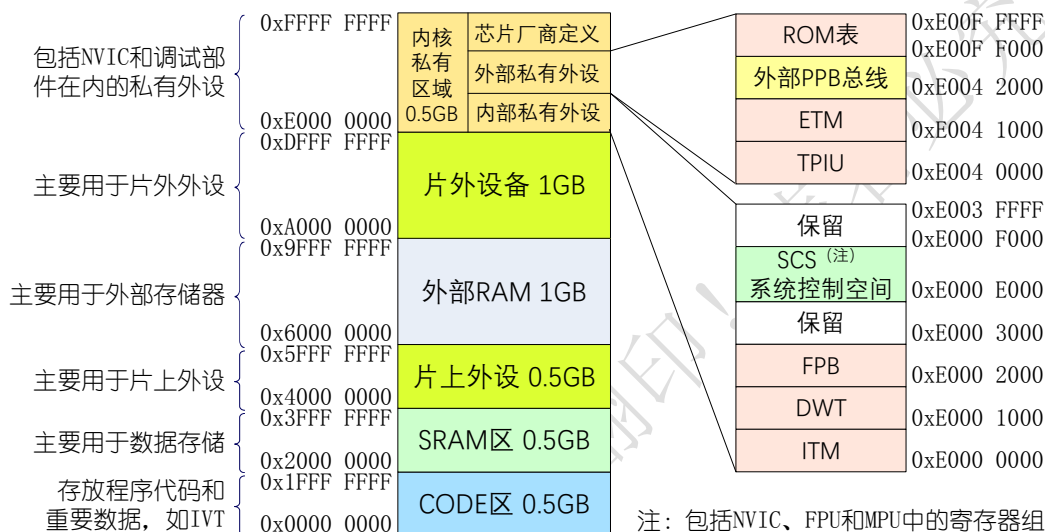 包括NVIC和调试部
件在内的私有外设
主要用于片外外设
主要用于外部存储器
主要用于片上外设
主要用于数据存储
存放程序代码和
重要数据，如IVT
0xFFFF FFFF
0xE000 0000
0xDFFF FFFF
0xA000 0000
0x9FFF FFFF
0x6000 0000
0x5FFF FFFF
0x4000 0000
0x3FFF FFFF
0x2000 0000
0x1FFF FFFF
0x0000 0000
内核
私有
区域
0.5GB
芯片厂商定义
外部私有外设
内部私有外设
片外设备 1GB
外部RAM 1GB
片上外设 0.5GB
SRAM区 0.5GB
CODE区 0.5GB
ROM表
外部PPB总线
ETM
TPIU
0xE00F FFFF
0xE00F F000
0xE004 2000
0xE004 1000
0xE004 0000
保留
SCS（注）
系统控制空间
保留
FPB
DWT
ITM
0xE003 FFFF
0xE000 F000
0xE000 E000
0xE000 3000
0xE000 2000
0xE000 1000
0xE000 0000
注：包括NVIC、FPU和MPU中的寄存器组
翻印！
必究